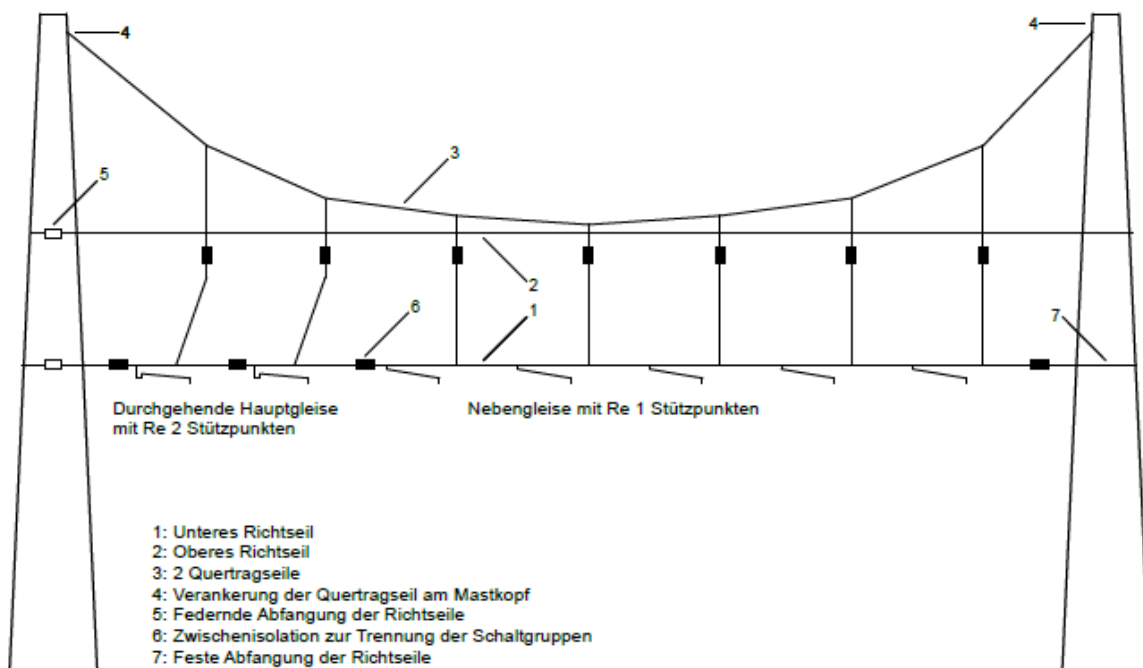 4
4
3
5
2
6
1
7
Durchgehende Hauptgleise
mit Re 2 Stützpunkten
Nebengleise mit Re 1 Stützpunkten
1: Unteres Richtseil
2: Oberes Richtseil
3: 2 Quertragseile
4: Verankerung der Quertragseil am Mastkopf
5: Federnde Abfangung der Richtseile
6: Zwischenisolation zur Trennung der Schaltgruppen
7: Feste Abfangung der Richtseile